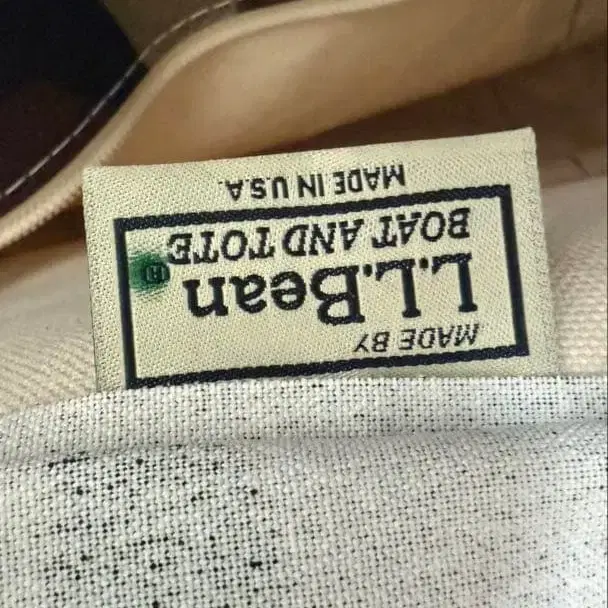 MADE BY
L.L.Bean®
BOAT AND TOTE
MADE IN U.S.A.